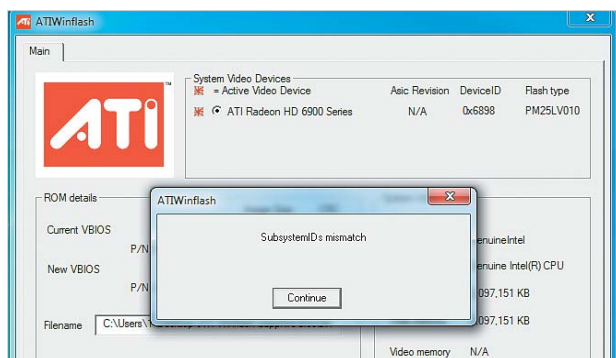 ATIWinflash
Main
ATI
System Video Devices
= Active Video Device
Asic Revision DeviceID Flash type
ATI Radeon HD 6900 Series N/A 0x6898 PM25LV010
ROM details
ATIWinflash
Current VBIOS
P/N
SubsystemIDs mismatch
enuineIntel
New VBIOS
enuine Intel(R) CPU
P/N
Continue
097,151 KB
Filename C:\Users\
097,151 KB
Video memory N/A